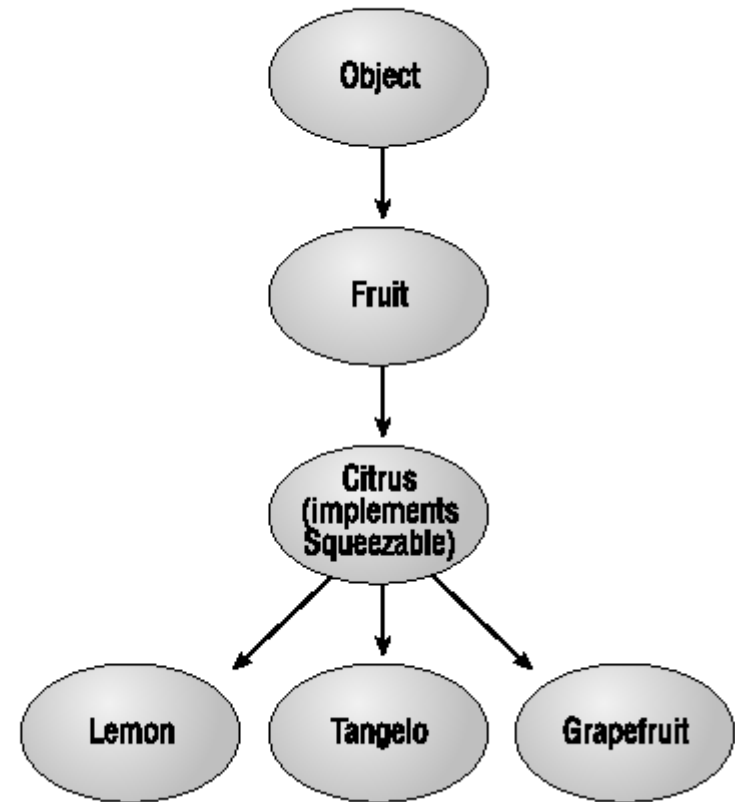 Object
Fruit
Citrus
(implements
Squeezable)
Lemon
Tangelo
Grapefruit